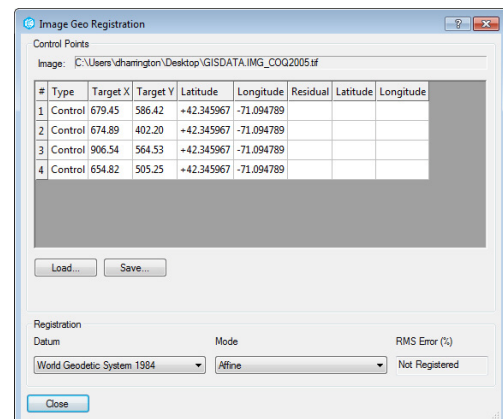 Image Geo Registration
Control Points
Image: C:\Users\dharrington\Desktop\GISDATA.IMG_COQ2005.tif
# Type Target X Target Y Latitude Longitude Residual Latitude Longitude
1 Control 679.45 586.42 +42.345967 -71.094789
2 Control 674.89 402.20 +42.345967 -71.094789
3 Control 906.54 564.53 +42.345967 -71.094789
4 Control 654.82 505.25 +42.345967 -71.094789
Load... Save...
Registration
Datum Mode RMS Error (%)
World Geodetic System 1984 Affine Not Registered
Close